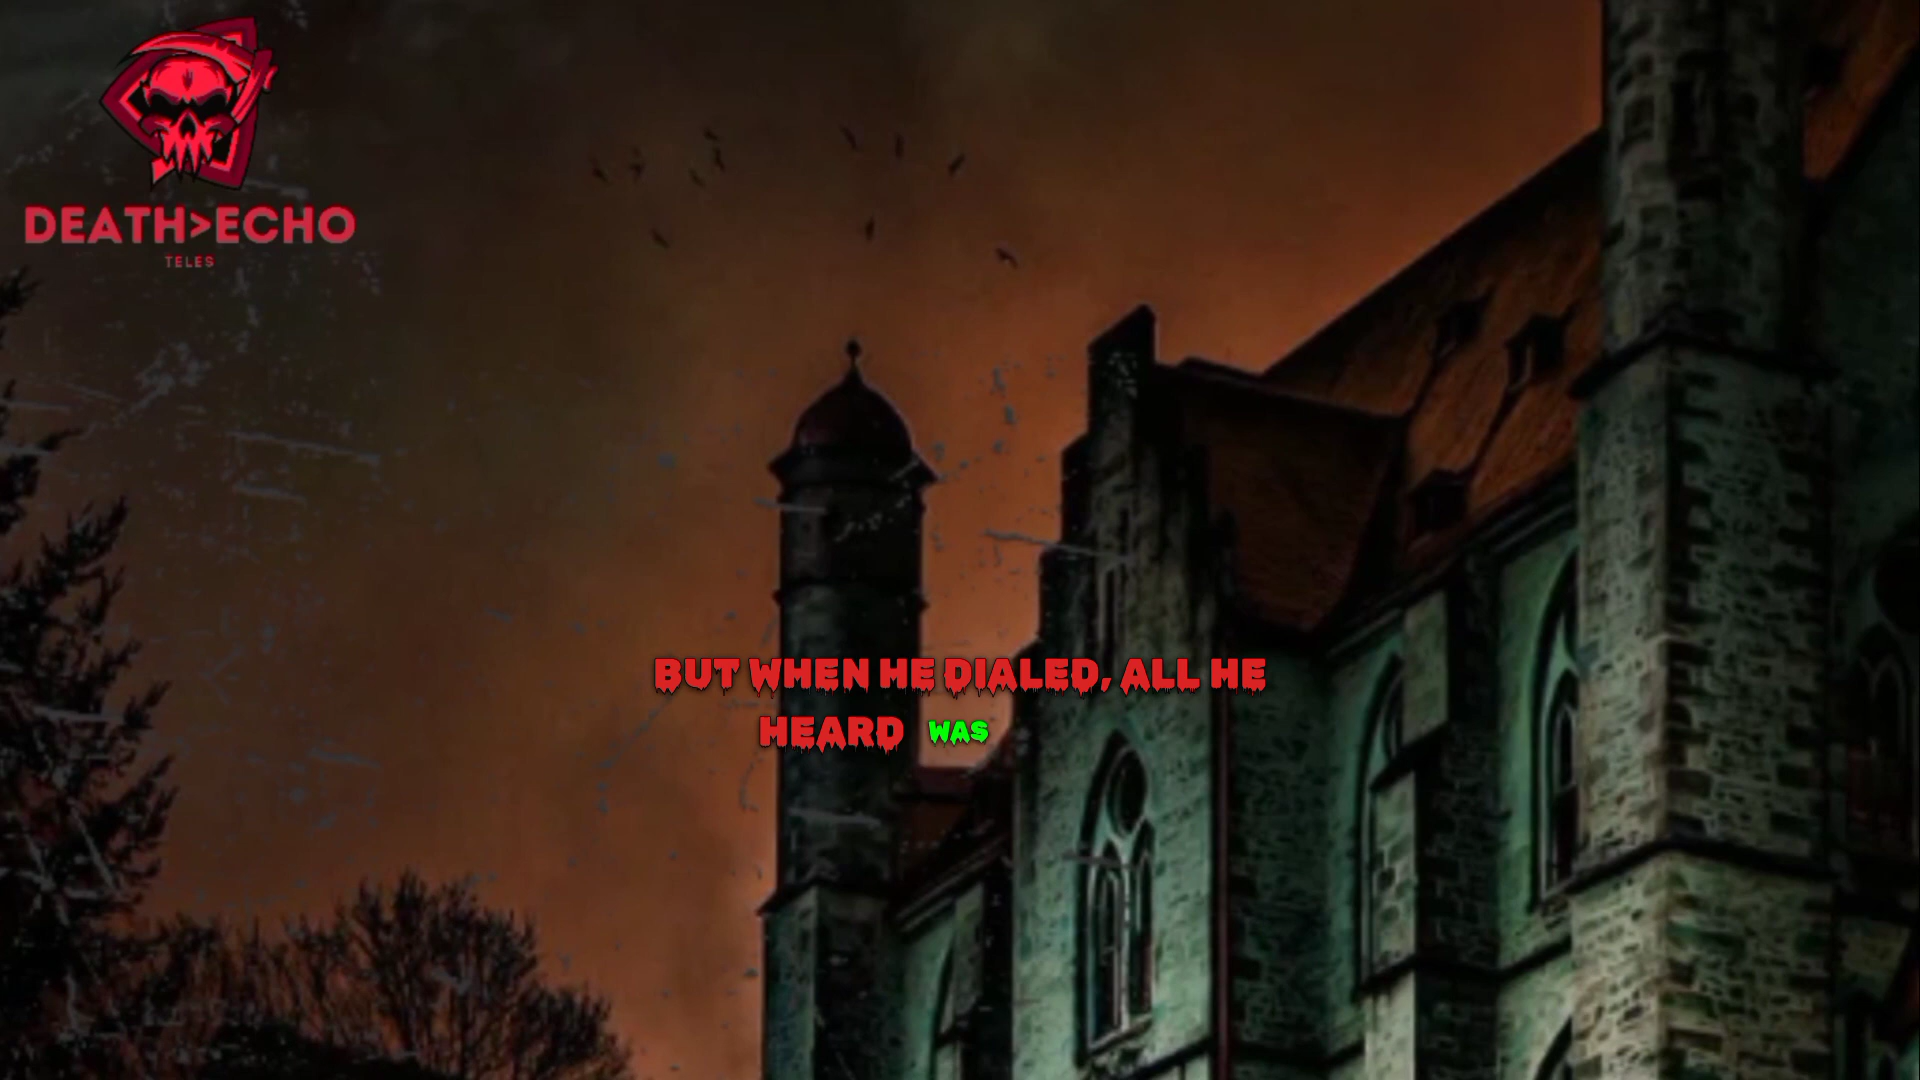 DEATH>ECHO
TELES
BUT WHEN HE DIALED, ALL HE
HEARD WAS